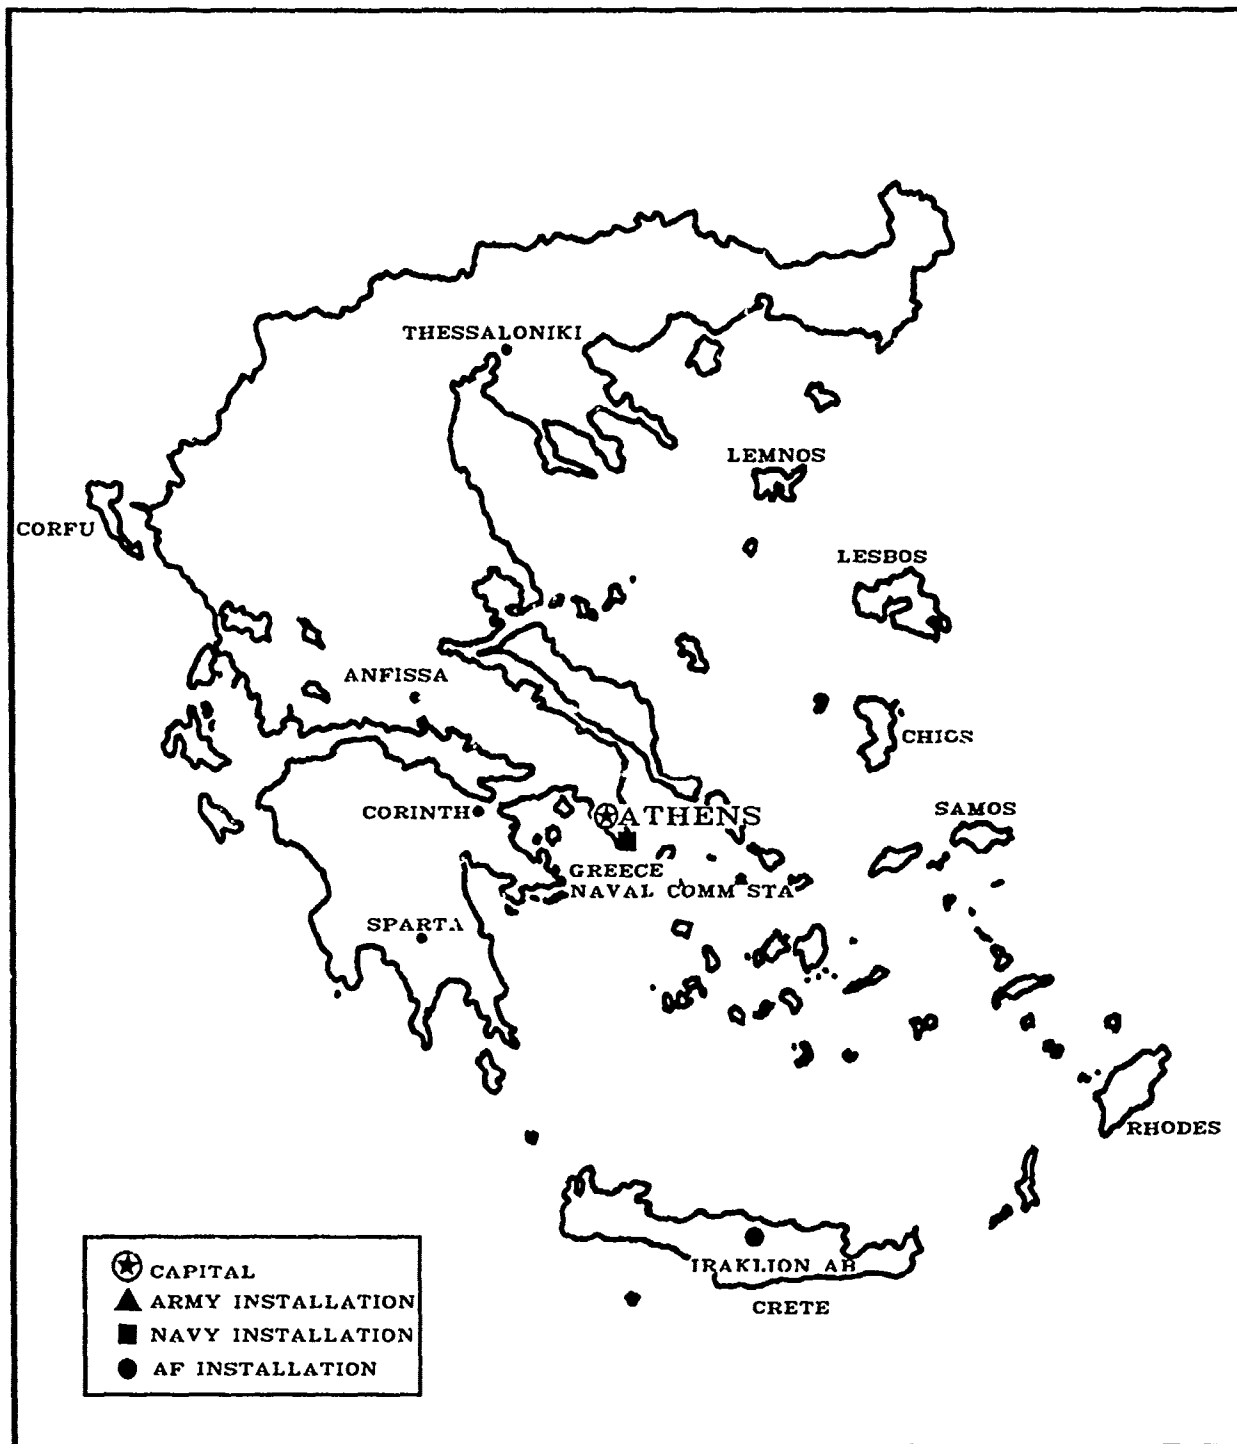 THESSALONIKI
LEMNOS
CORFU
LESBOS
ANFISSA
CHIOS
SAMOS
CORINTH
ATHENS
GREECE
NAVAL COMM STA
SPARTA
RHODES
IRAKLION AB
CRETE
CAPITAL
ARMY INSTALLATION
NAVY INSTALLATION
AF INSTALLATION